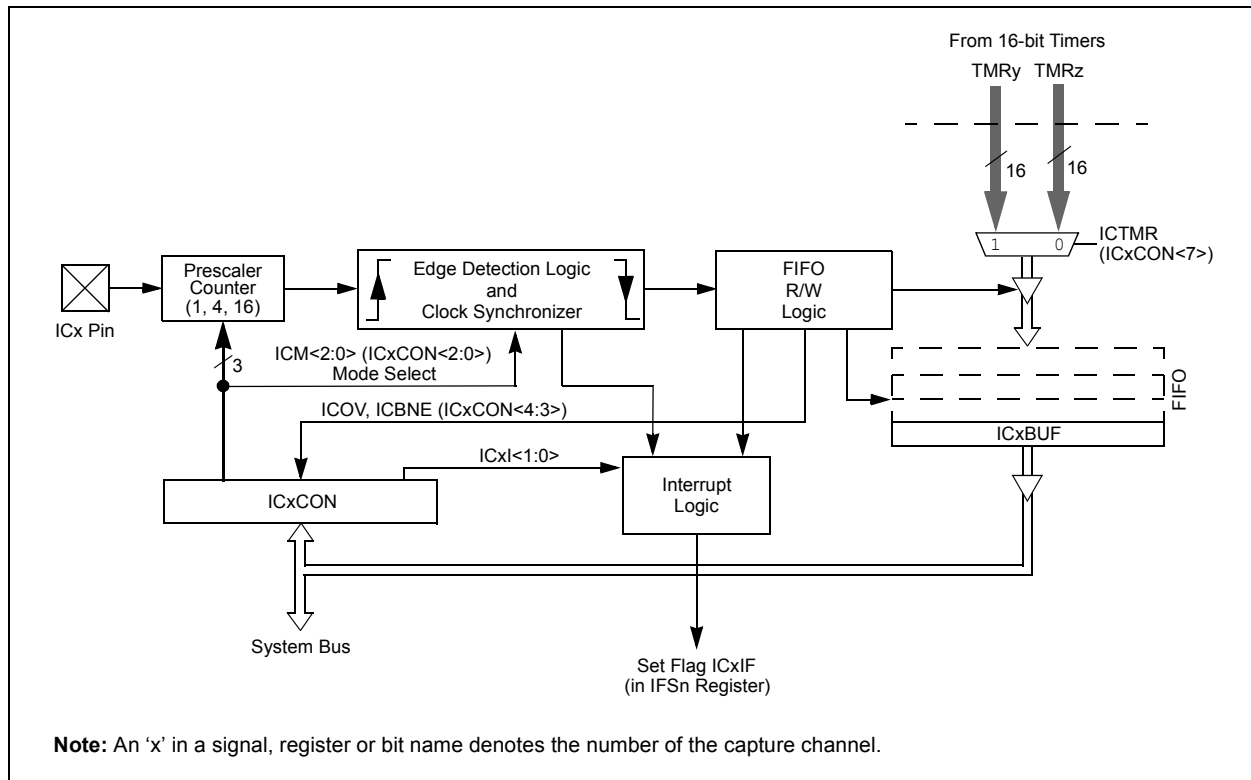 From 16-bit Timers
TMRy TMRz
16 16
1 0
ICTMR
(ICxCON<7>)
Prescaler
Counter
(1, 4, 16)
Edge Detection Logic
and
Clock Synchronizer
FIFO
R/W
Logic
ICx Pin
3
ICM<2:0> (ICxCON<2:0>)
Mode Select
FIFO
ICOV, ICBNE (ICxCON<4:3>)
ICxBUF
ICxI<1:0>
Interrupt
Logic
ICxCON
System Bus
Set Flag ICxIF
(in IFSn Register)
Note: An ‘x’ in a signal, register or bit name denotes the number of the capture channel.